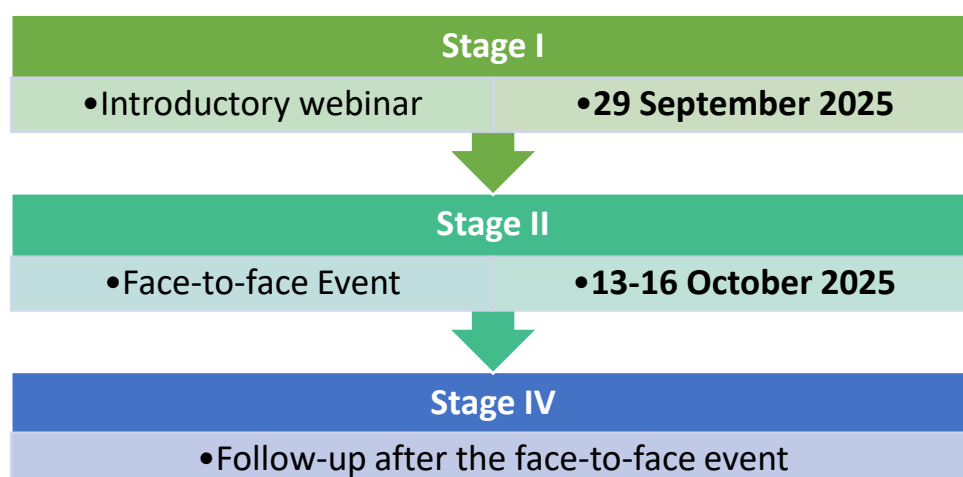 Stage I
•Introductory webinar
•29 September 2025
Stage II
•Face-to-face Event
•13-16 October 2025
Stage IV
•Follow-up after the face-to-face event